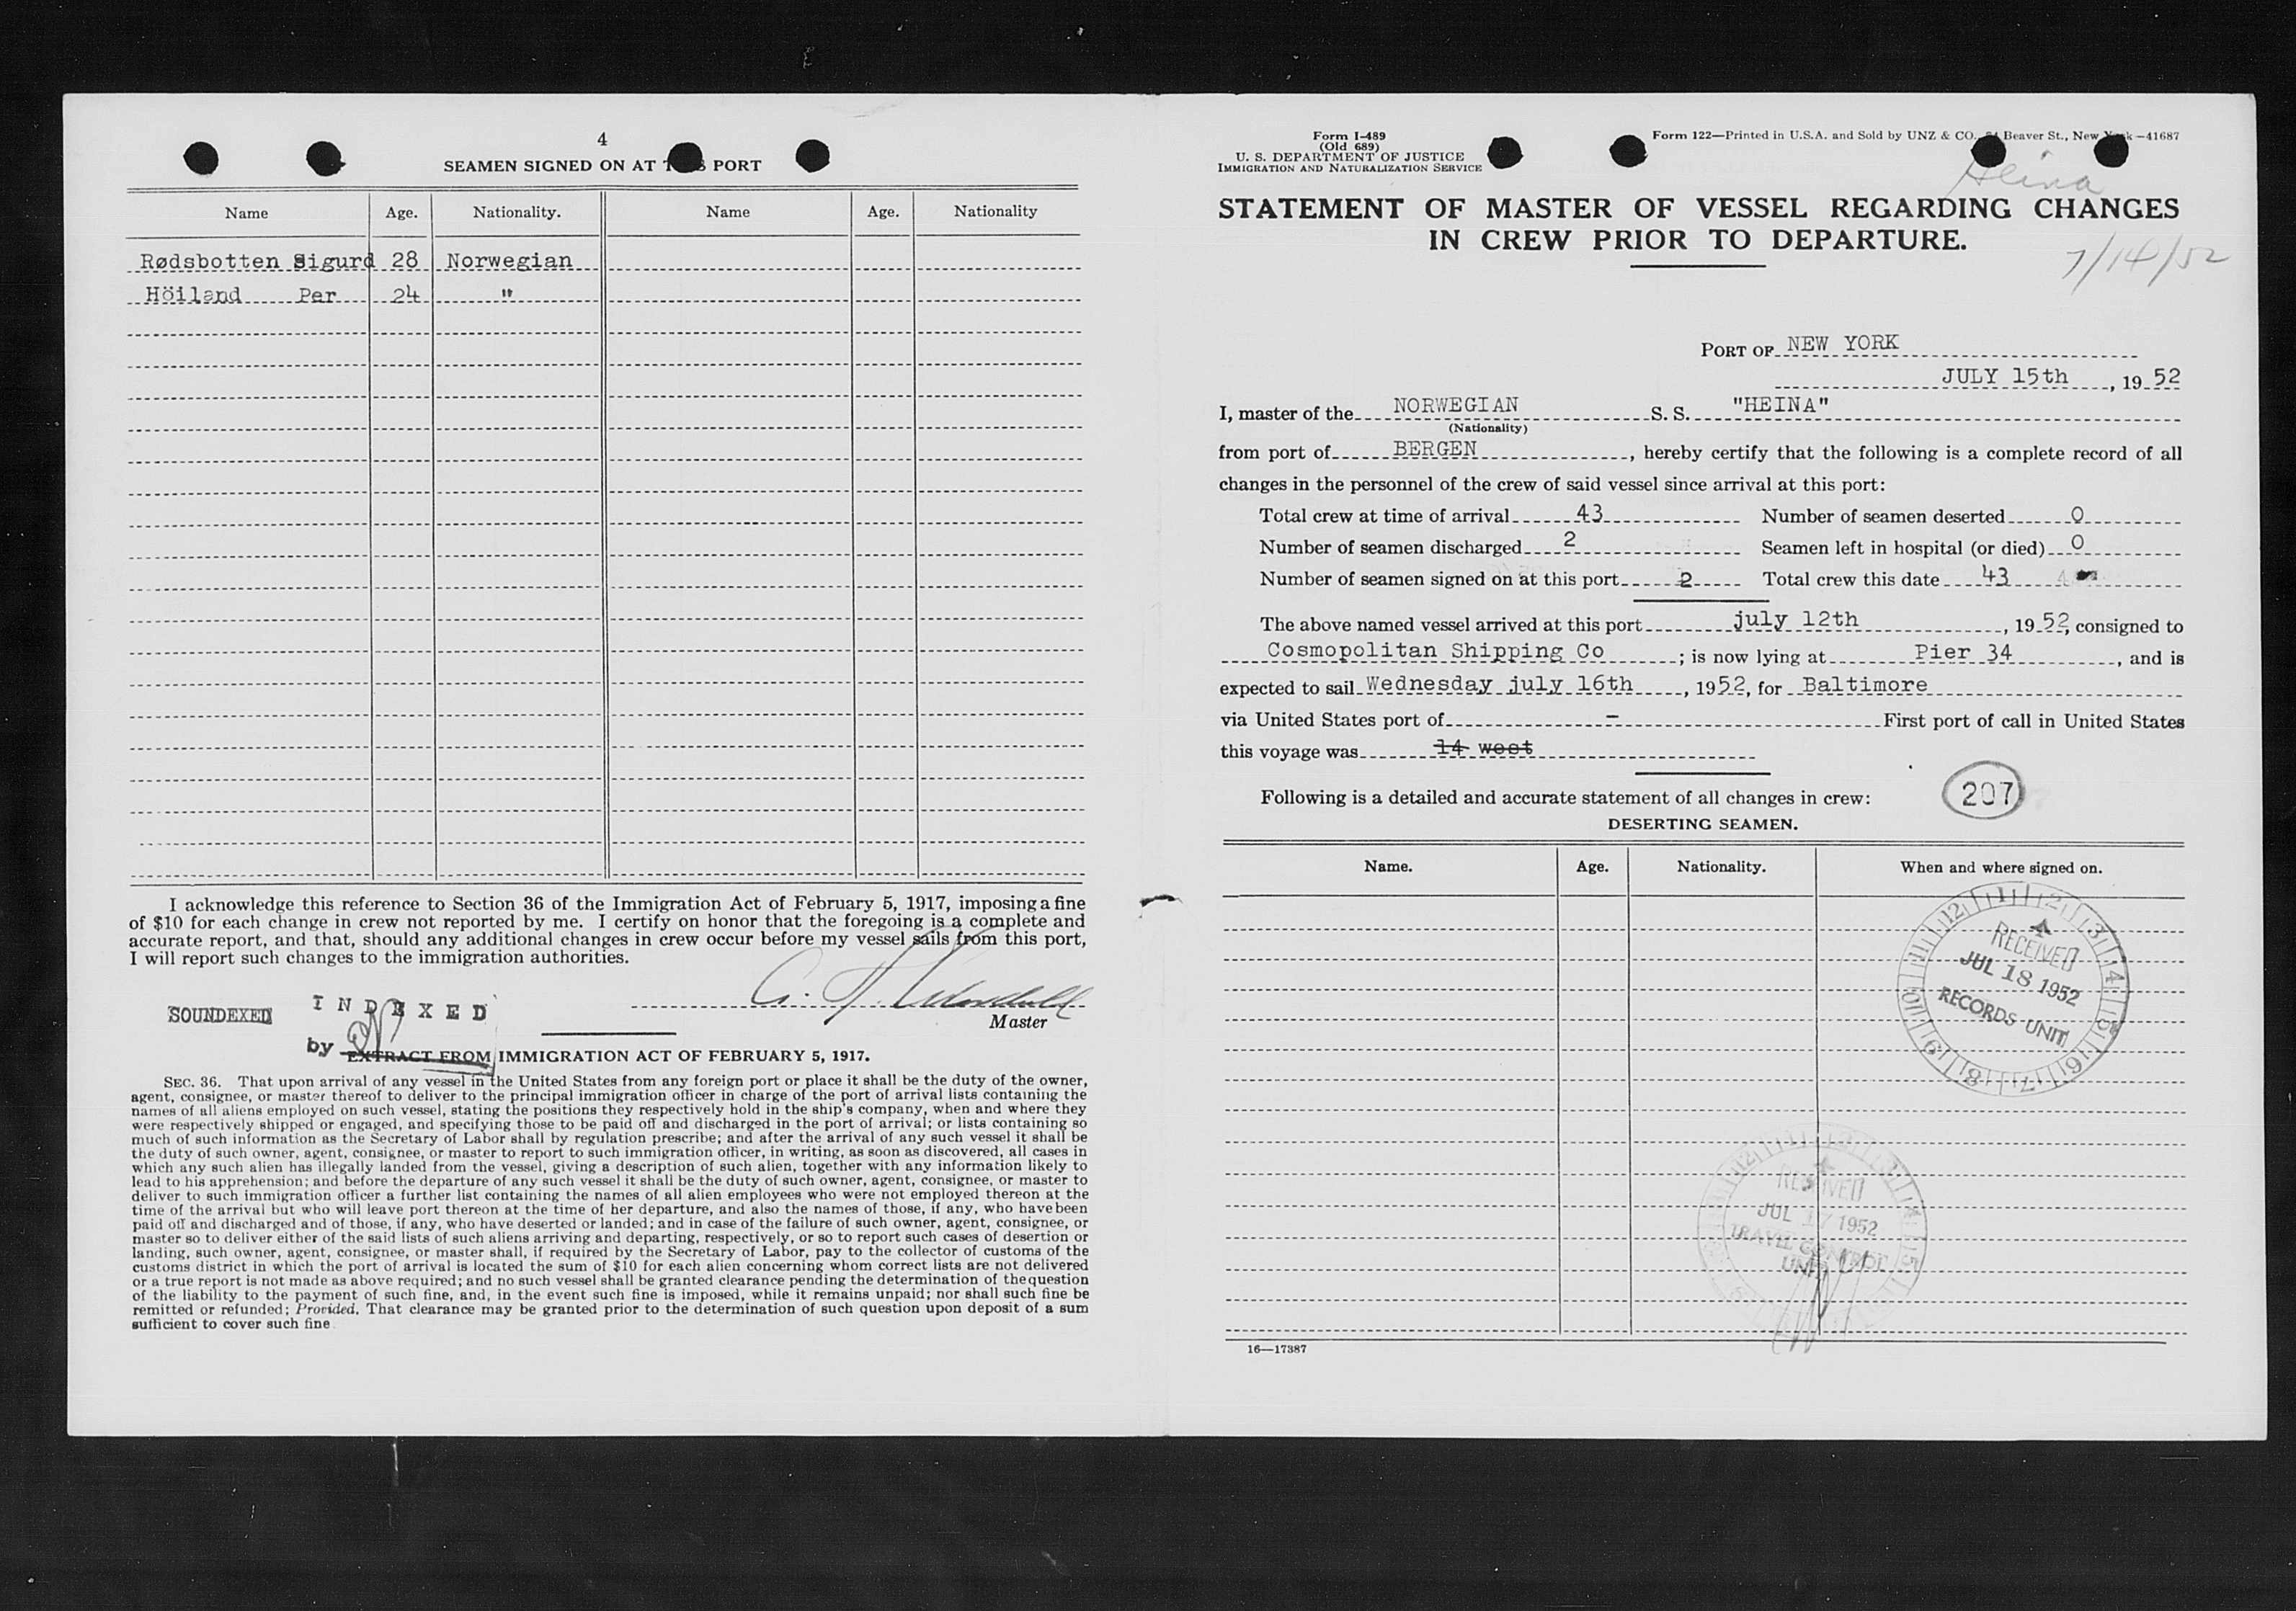 4
SEAMEN SIGNED ON AT PORT
Name Age. Nationality. Name Age. Nationality
Rødsbotten Sigurd 28 Norwegian
Höiland Per 24 "
I acknowledge this reference to Section 36 of the Immigration Act of February 5, 1917, imposing a fine
of $10 for each change in crew not reported by me. I certify on honor that the foregoing is a complete and
accurate report, and that, should any additional changes in crew occur before my vessel sails from this port,
I will report such changes to the immigration authorities.
SOUNDEXED
INDEXED
Master
by
EXTRACT FROM IMMIGRATION ACT OF FEBRUARY 5, 1917.
SEC. 36. That upon arrival of any vessel in the United States from any foreign port or place it shall be the duty of the owner,
agent, consignee, or master thereof to deliver to the principal immigration officer in charge of the port of arrival lists containing the
names of all aliens employed on such vessel, stating the positions they respectively hold in the ship's company, when and where they
were respectively shipped or engaged, and specifying those to be paid off and discharged in the port of arrival; or lists containing so
much of such information as the Secretary of Labor shall by regulation prescribe; and after the arrival of any such vessel it shall be
the duty of such owner, agent, consignee, or master to report to such immigration officer, in writing, as soon as discovered, all cases in
which any such alien has illegally landed from the vessel, giving a description of such alien, together with any information likely to
lead to his apprehension; and before the departure of any such vessel it shall be the duty of such owner, agent, consignee, or master to
deliver to such immigration officer a further list containing the names of all alien employees who were not employed thereon at the
time of the arrival but who will leave port thereon at the time of her departure, and also the names of those, if any, who have been
paid off and discharged and of those, if any, who have deserted or landed; and in case of the failure of such owner, agent, consignee, or
master so to deliver either of the said lists of such aliens arriving and departing, respectively, or so to report such cases of desertion or
landing, such owner, agent, consignee, or master shall, if required by the Secretary of Labor, pay to the collector of customs of the
customs district in which the port of arrival is located the sum of $10 for each alien concerning whom correct lists are not delivered
or a true report is not made as above required; and no such vessel shall be granted clearance pending the determination of the question
of the liability to the payment of such fine, and, in the event such fine is imposed, while it remains unpaid; nor shall such fine be
remitted or refunded; Provided, That clearance may be granted prior to the determination of such question upon deposit of a sum
sufficient to cover such fine
Form I-489
(Old 689)
U. S. DEPARTMENT OF JUSTICE
IMMIGRATION AND NATURALIZATION SERVICE
Form 122—Printed in U.S.A. and Sold by UNZ & CO., Beaver St., New York—41687
Heina
STATEMENT OF MASTER OF VESSEL REGARDING CHANGES
IN CREW PRIOR TO DEPARTURE.
7/14/52
PORT OF NEW YORK
JULY 15th, 1952
I, master of the NORWEGIAN S. S. "HEINA"
(Nationality)
from port of BERGEN, hereby certify that the following is a complete record of all
changes in the personnel of the crew of said vessel since arrival at this port:
Total crew at time of arrival 43 Number of seamen deserted 0
Number of seamen discharged 2 Seamen left in hospital (or died) 0
Number of seamen signed on at this port 2 Total crew this date 43
The above named vessel arrived at this port july 12th, 1952, consigned to
Cosmopolitan Shipping Co; is now lying at Pier 34, and is
expected to sail Wednesday july 16th, 1952, for Baltimore
via United States port of - First port of call in United States
this voyage was 14 west
Following is a detailed and accurate statement of all changes in crew:
207
DESERTING SEAMEN.
Name. Age. Nationality. When and where signed on.
12 1 2 3 4 5 6 7 8 9 10 11
RECEIVED
JUL 18 1952
RECORDS UNIT
RECEIVED
JUL 17 1952
TRAVEL CONTROL
UNIT
16—17387